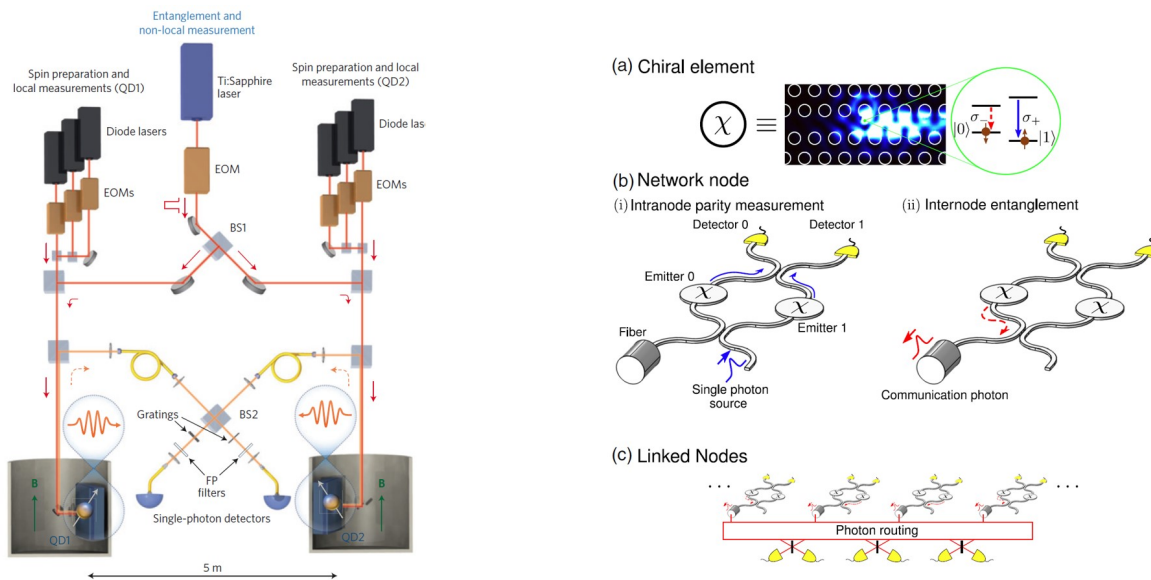 Entanglement and
non-local measurement
Spin preparation and
local measurements (QD1)
Ti:Sapphire
laser
Spin preparation and local
measurements (QD2)
Diode lasers
Diode las
EOM
EOMs
EOMs
BS1
BS2
Gratings
FP
filters
Single-photon detectors
B
B
QD1
QD2
5 m
(a) Chiral element
χ ≡
|0⟩ σ₋ σ₊ |1⟩
(b) Network node
(i) Intranode parity measurement
(ii) Internode entanglement
Detector 0
Detector 1
Emitter 0
χ
χ
Emitter 1
Fiber
Single photon
source
χ
χ
Communication photon
(c) Linked Nodes
. . .
. . .
Photon routing